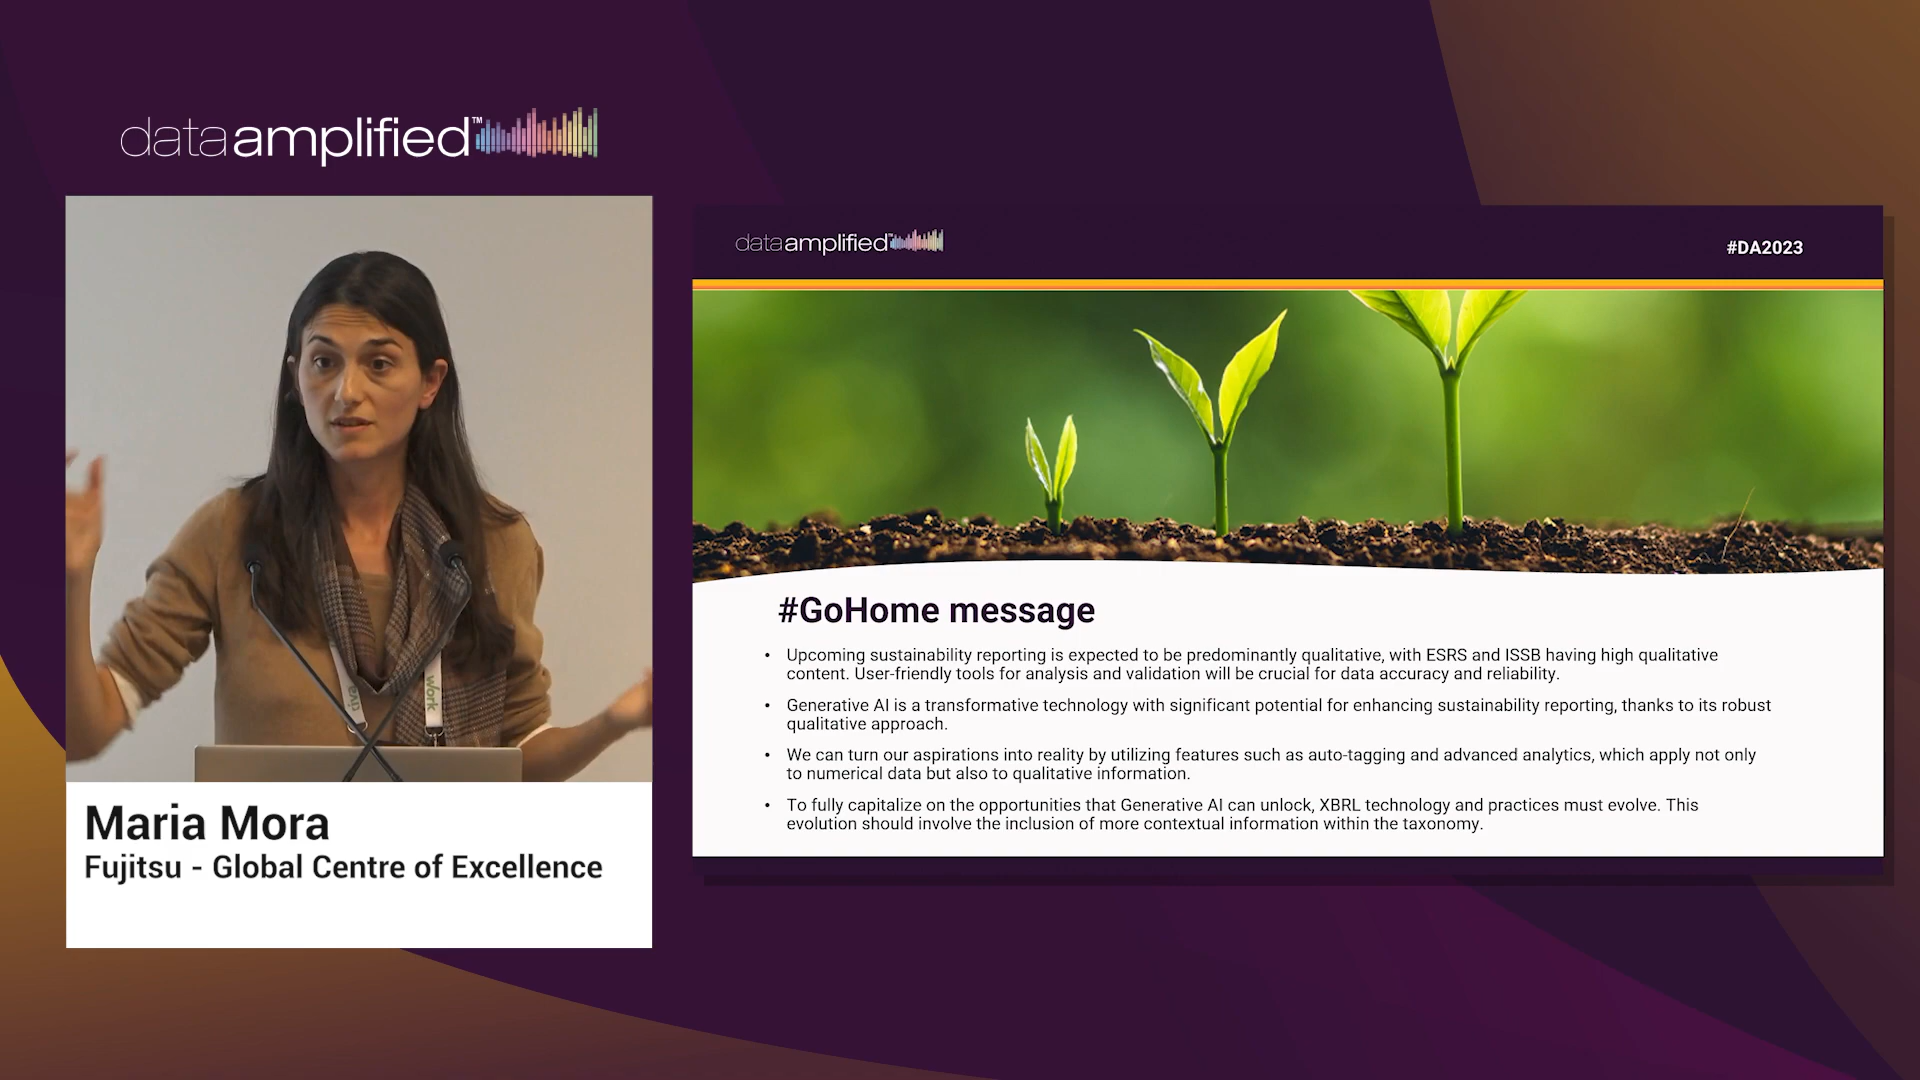 dataamplified™
Maria Mora
Fujitsu - Global Centre of Excellence
dataamplified™
#DA2023
#GoHome message
• Upcoming sustainability reporting is expected to be predominantly qualitative, with ESRS and ISSB having high qualitative
content. User-friendly tools for analysis and validation will be crucial for data accuracy and reliability.
• Generative AI is a transformative technology with significant potential for enhancing sustainability reporting, thanks to its robust
qualitative approach.
• We can turn our aspirations into reality by utilizing features such as auto-tagging and advanced analytics, which apply not only
to numerical data but also to qualitative information.
• To fully capitalize on the opportunities that Generative AI can unlock, XBRL technology and practices must evolve. This
evolution should involve the inclusion of more contextual information within the taxonomy.
work